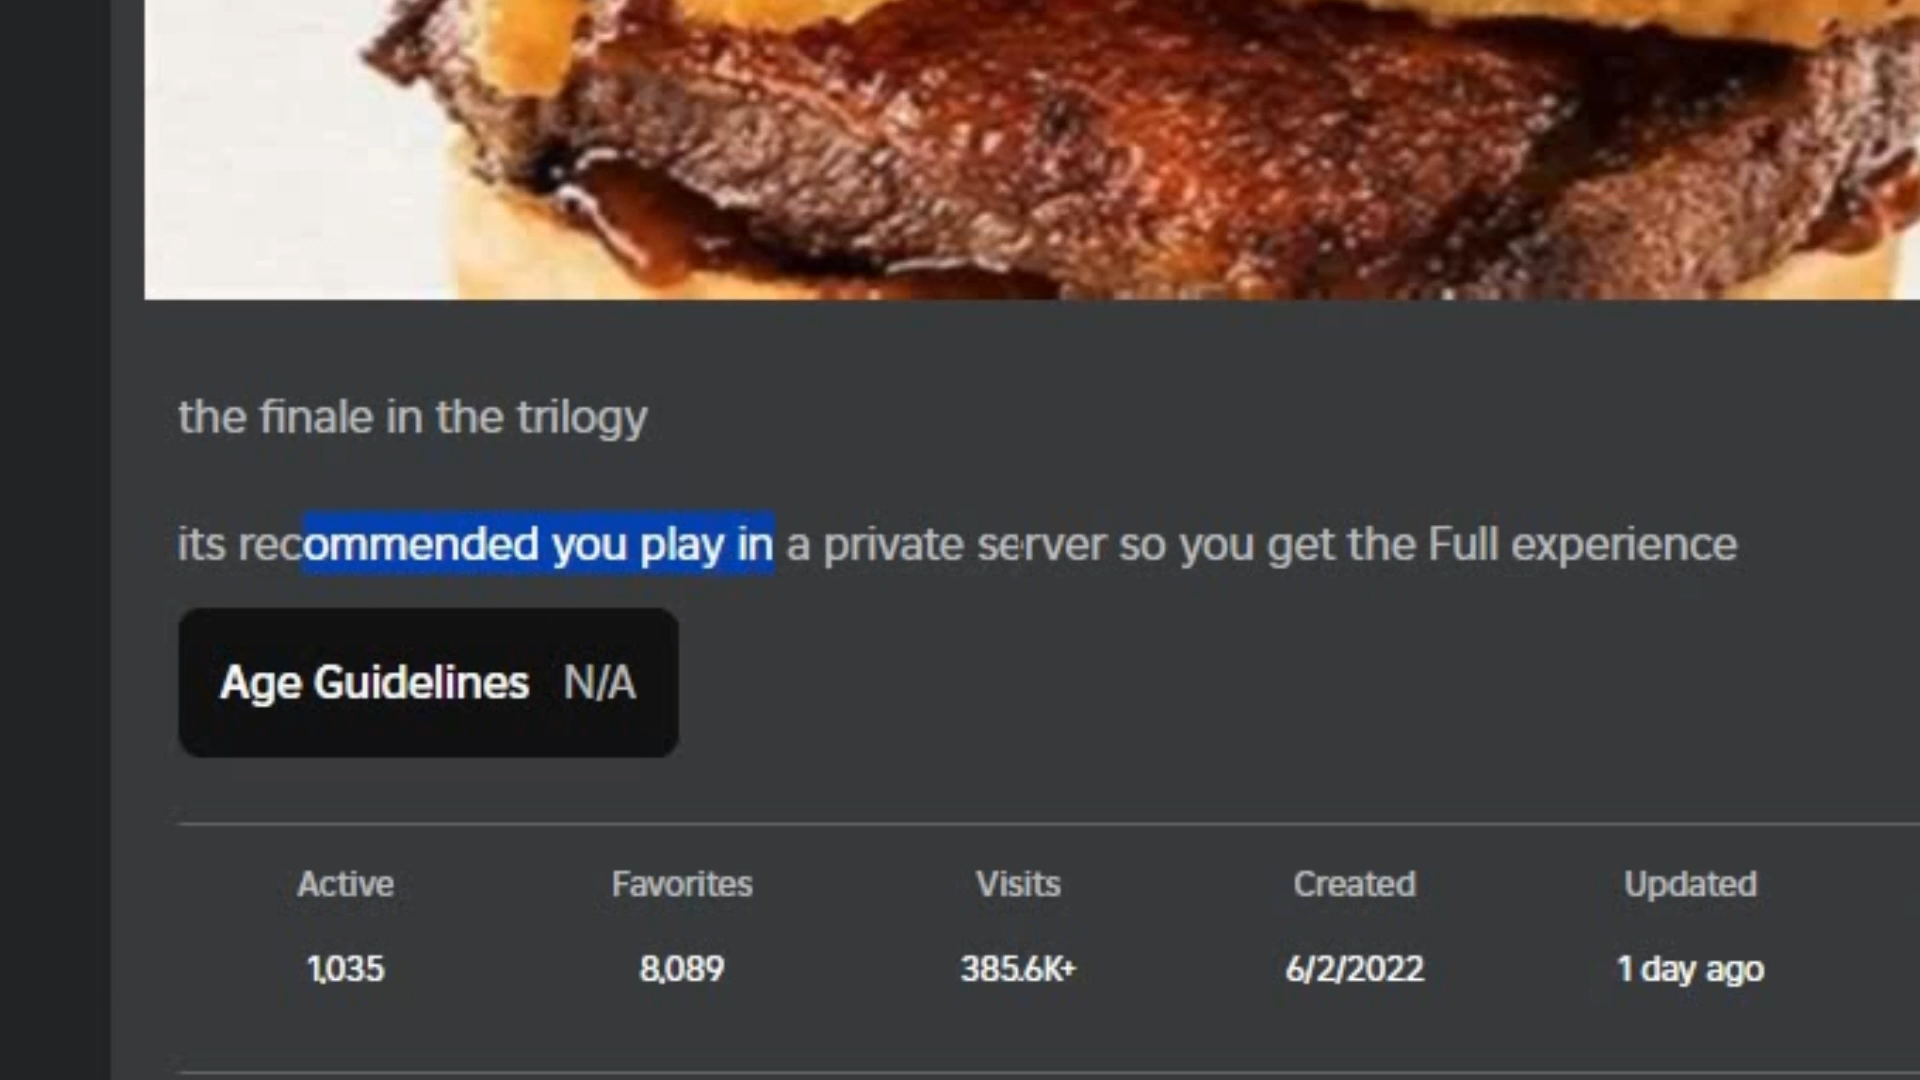 the finale in the trilogy
its recommended you play in a private server so you get the Full experience
Age Guidelines N/A
Active Favorites Visits Created Updated
1,035 8,089 385.6K+ 6/2/2022 1 day ago